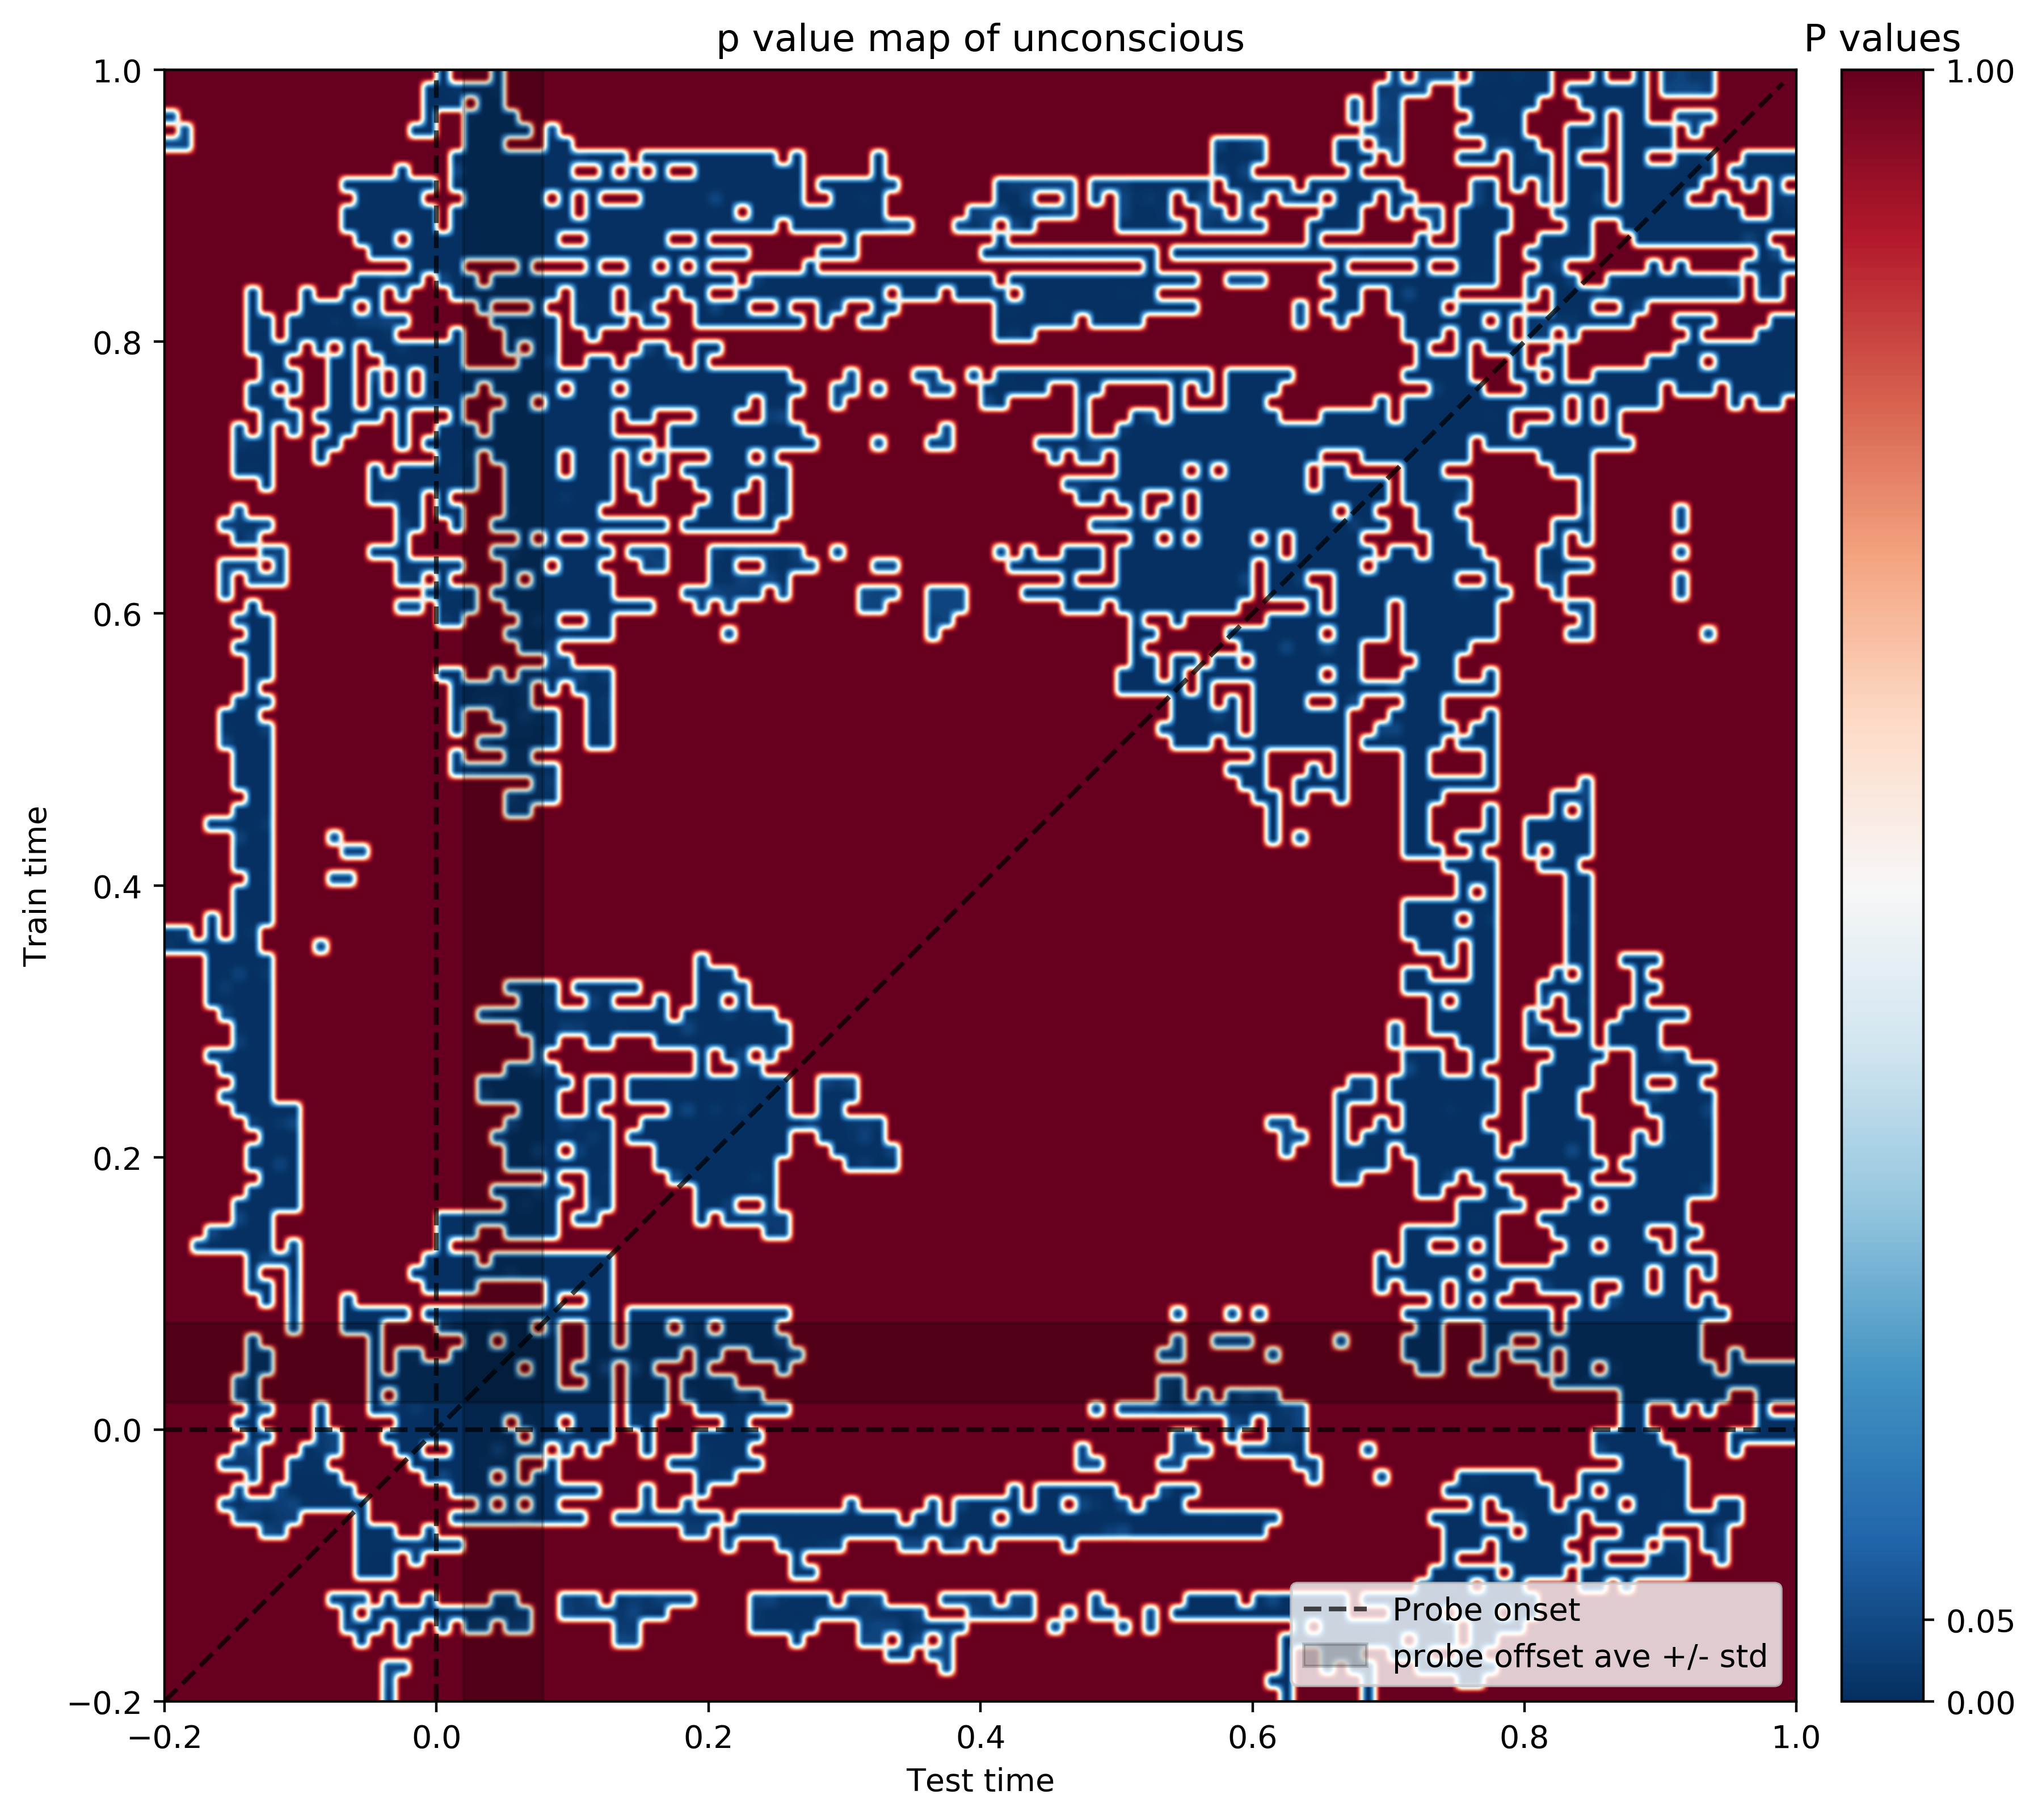 p value map of unconscious
P values
1.0
0.8
0.6
0.4
0.2
0.0
−0.2
Train time
−0.2
0.0
0.2
0.4
0.6
0.8
1.0
Test time
Probe onset
probe offset ave +/- std
1.00
0.05
0.00